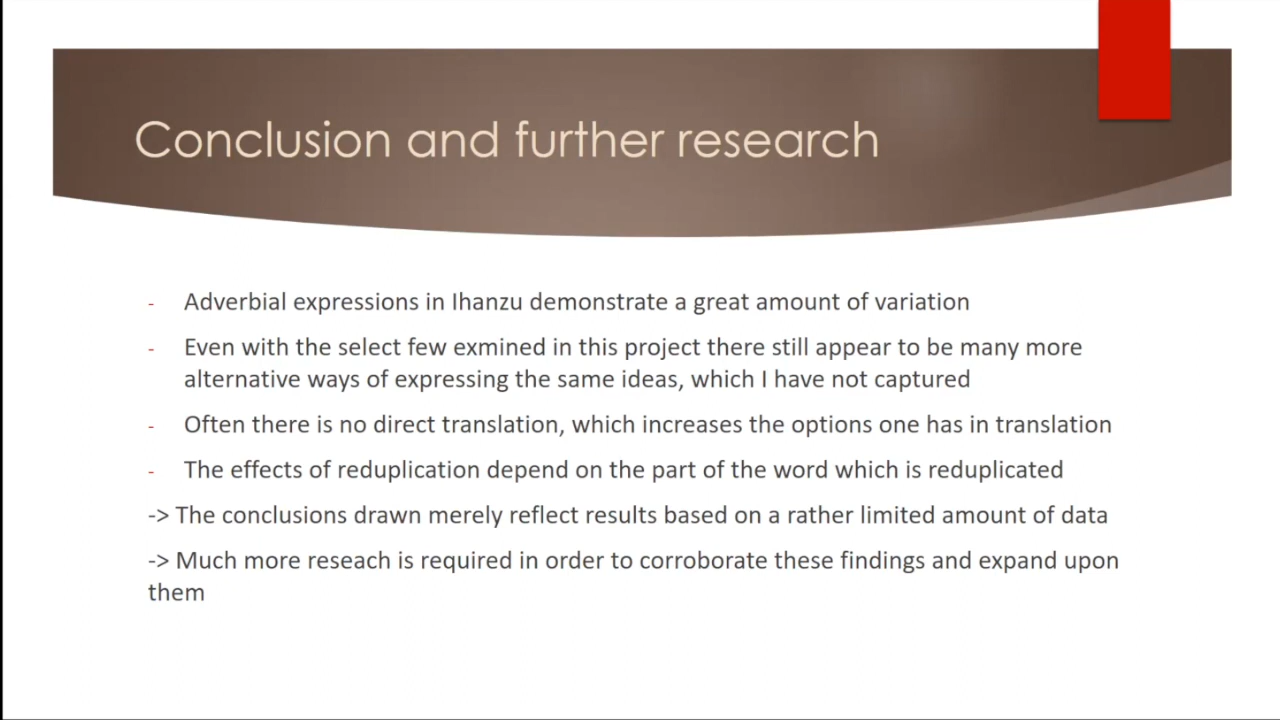 Conclusion and further research
- Adverbial expressions in Ihanzu demonstrate a great amount of variation
- Even with the select few exmined in this project there still appear to be many more
alternative ways of expressing the same ideas, which I have not captured
- Often there is no direct translation, which increases the options one has in translation
- The effects of reduplication depend on the part of the word which is reduplicated
-> The conclusions drawn merely reflect results based on a rather limited amount of data
-> Much more reseach is required in order to corroborate these findings and expand upon
them